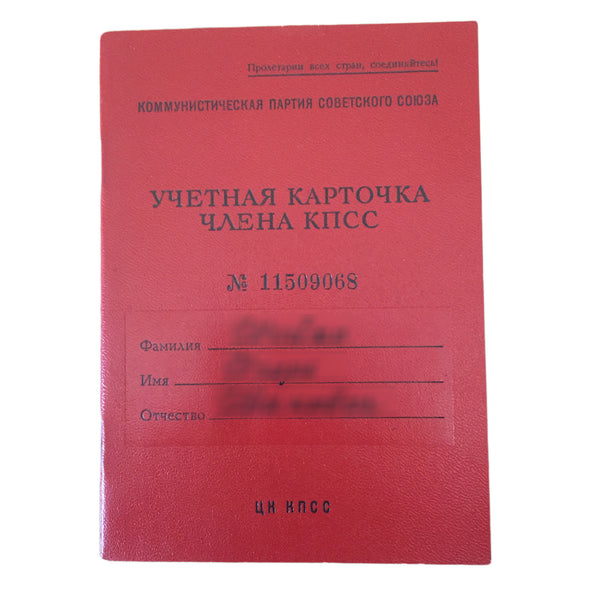 Пролетарии всех стран, соединяйтесь!
КОММУНИСТИЧЕСКАЯ ПАРТИЯ СОВЕТСКОГО СОЮЗА
УЧЕТНАЯ КАРТОЧКА
ЧЛЕНА КПСС
№ 11509068
Фамилия
Имя
Отчество
ЦК КПСС